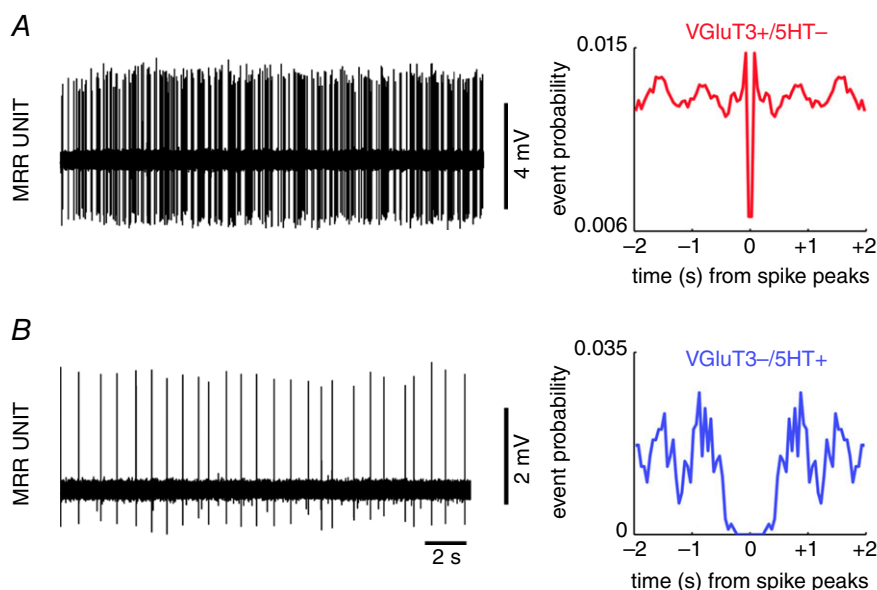 A
MRR UNIT
4 mV
VGluT3+/5HT–
event probability
0.015
0.006
–2 –1 0 +1 +2
time (s) from spike peaks
B
MRR UNIT
2 mV
2 s
VGluT3–/5HT+
event probability
0.035
0
–2 –1 0 +1 +2
time (s) from spike peaks